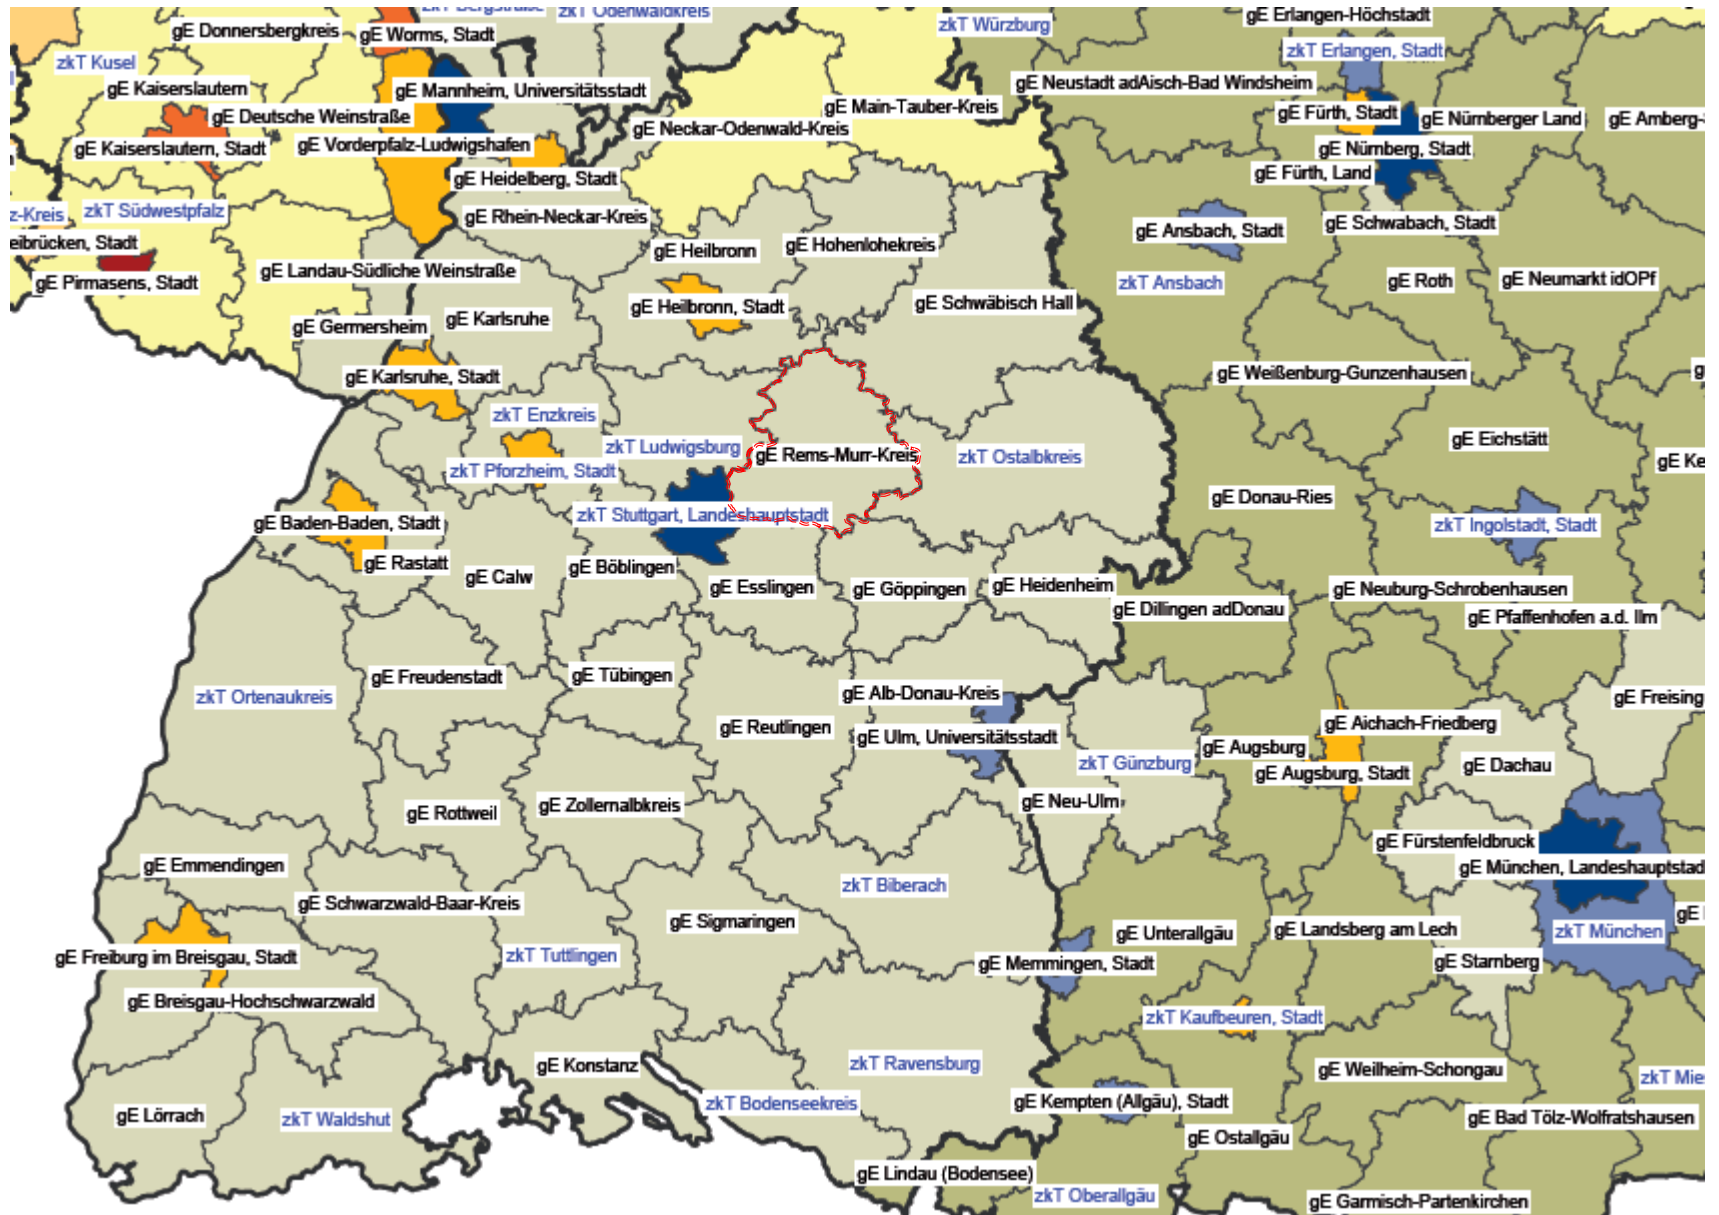 zkT Bergstraße
zkT Odenwaldkreis
gE Erlangen-Höchstadt
gE Donnersbergkreis
gE Worms, Stadt
zkT Würzburg
zkT Erlangen, Stadt
zkT Kusel
gE Kaiserslautern
gE Mannheim, Universitätsstadt
gE Neustadt adAisch-Bad Windsheim
gE Main-Tauber-Kreis
gE Deutsche Weinstraße
gE Fürth, Stadt
gE Nürnberger Land
gE Amberg-
gE Neckar-Odenwald-Kreis
gE Kaiserslautern, Stadt
gE Vorderpfalz-Ludwigshafen
gE Nürnberg, Stadt
gE Heidelberg, Stadt
gE Fürth, Land
z-Kreis
zkT Südwestpfalz
gE Rhein-Neckar-Kreis
gE Ansbach, Stadt
gE Schwabach, Stadt
eibrücken, Stadt
gE Heilbronn
gE Hohenlohekreis
gE Landau-Südliche Weinstraße
gE Pirmasens, Stadt
zkT Ansbach
gE Roth
gE Neumarkt idOPf
gE Schwäbisch Hall
gE Heilbronn, Stadt
gE Germersheim
gE Karlsruhe
gE Karlsruhe, Stadt
gE Weißenburg-Gunzenhausen
g
zkT Enzkreis
gE Eichstätt
zkT Ludwigsburg
gE Rems-Murr-Kreis
zkT Ostalbkreis
gE Ke
zkT Pforzheim, Stadt
gE Donau-Ries
zkT Stuttgart, Landeshauptstadt
gE Baden-Baden, Stadt
zkT Ingolstadt, Stadt
gE Rastatt
gE Calw
gE Böblingen
gE Esslingen
gE Göppingen
gE Heidenheim
gE Neuburg-Schrobenhausen
gE Dillingen adDonau
gE Pfaffenhofen a.d. Ilm
gE Freudenstadt
gE Tübingen
zkT Ortenaukreis
gE Alb-Donau-Kreis
gE Freising
gE Reutlingen
gE Ulm, Universitätsstadt
gE Aichach-Friedberg
gE Augsburg
zkT Günzburg
gE Augsburg, Stadt
gE Dachau
gE Rottweil
gE Zollernalbkreis
gE Neu-Ulm
gE Fürstenfeldbruck
gE Emmendingen
gE München, Landeshauptstad
zkT Biberach
gE Schwarzwald-Baar-Kreis
gE Sigmaringen
gE
gE Unterallgäu
gE Landsberg am Lech
zkT München
gE Freiburg im Breisgau, Stadt
zkT Tuttlingen
gE Memmingen, Stadt
gE Starnberg
gE Breisgau-Hochschwarzwald
zkT Kaufbeuren, Stadt
gE Konstanz
zkT Ravensburg
gE Weilheim-Schongau
zkT Mies
zkT Bodenseekreis
gE Kempten (Allgäu), Stadt
gE Lörrach
zkT Waldshut
gE Bad Tölz-Wolfratshausen
gE Ostallgäu
gE Lindau (Bodensee)
zkT Oberallgäu
gE Garmisch-Partenkirchen